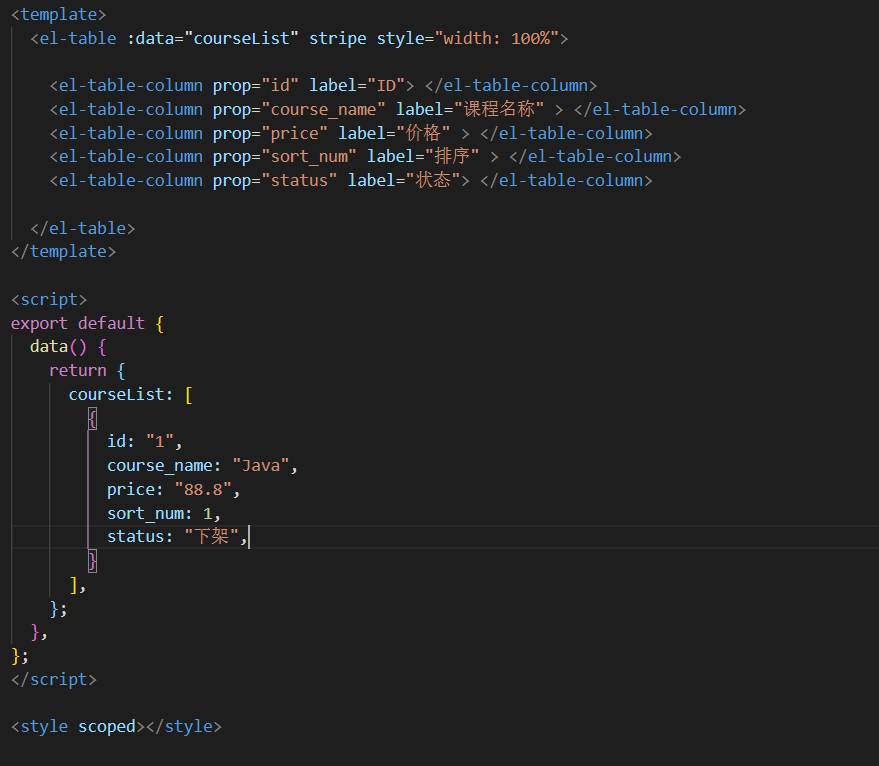 <template>
  <el-table :data="courseList" stripe style="width: 100%">

    <el-table-column prop="id" label="ID"> </el-table-column>
    <el-table-column prop="course_name" label="课程名称" > </el-table-column>
    <el-table-column prop="price" label="价格" > </el-table-column>
    <el-table-column prop="sort_num" label="排序" > </el-table-column>
    <el-table-column prop="status" label="状态"> </el-table-column>

  </el-table>
</template>

<script>
export default {
  data() {
    return {
      courseList: [
        {
          id: "1",
          course_name: "Java",
          price: "88.8",
          sort_num: 1,
          status: "下架",
        }
      ],
    };
  },
};
</script>

<style scoped></style>